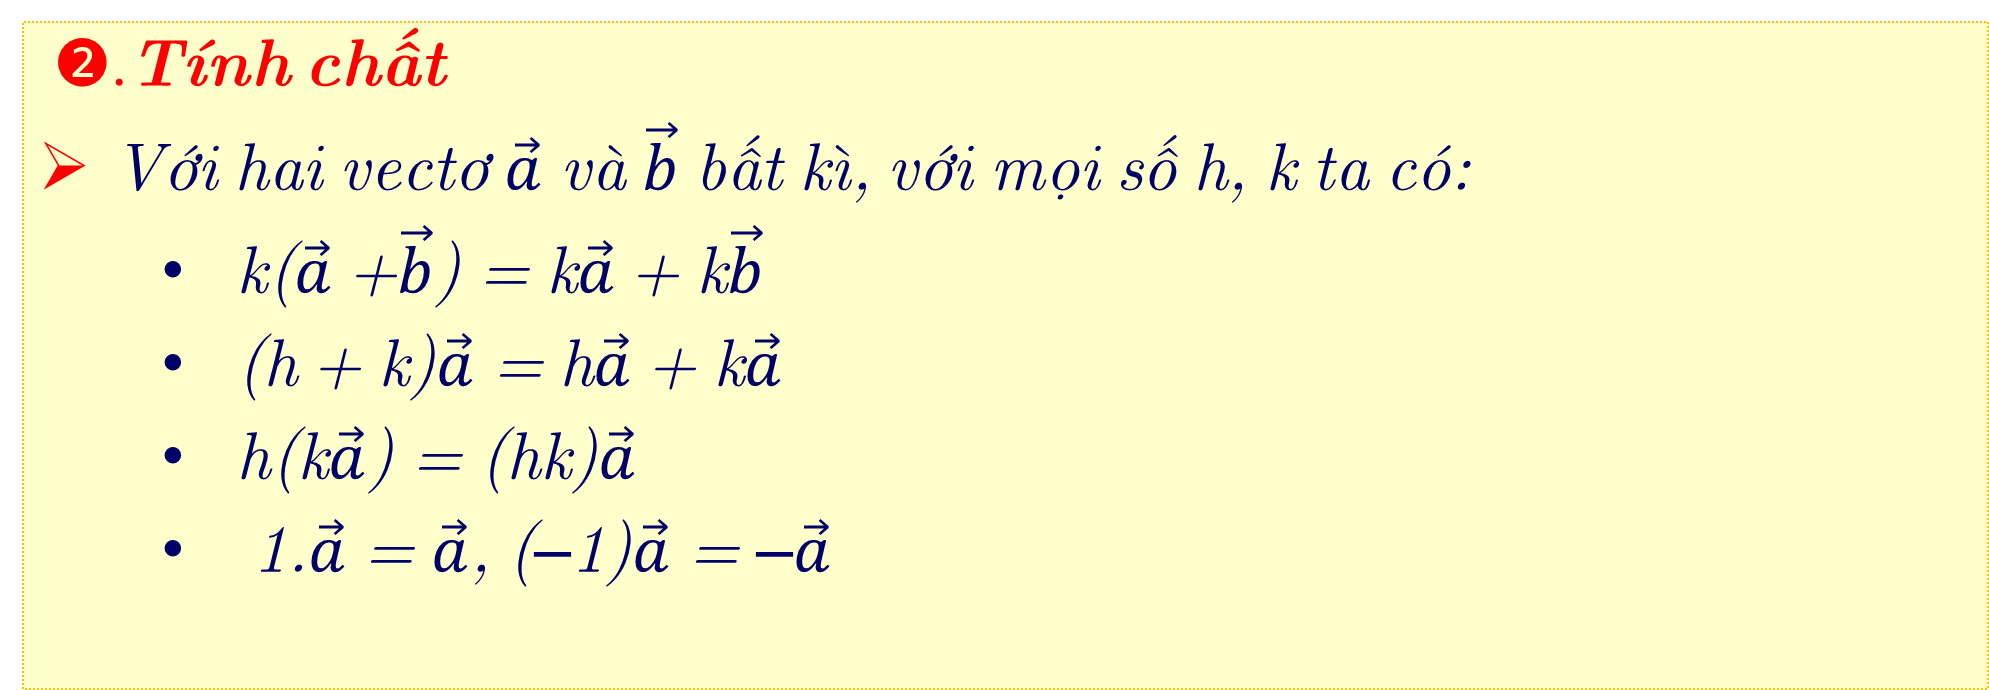 ❷. Tính chất
➢ Với hai vectơ a⃗ và b⃗ bất kì, với mọi số h, k ta có:
• k(a⃗ + b⃗) = ka⃗ + kb⃗
• (h + k)a⃗ = ha⃗ + ka⃗
• h(ka⃗) = (hk)a⃗
• 1.a⃗ = a⃗, (−1)a⃗ = −a⃗